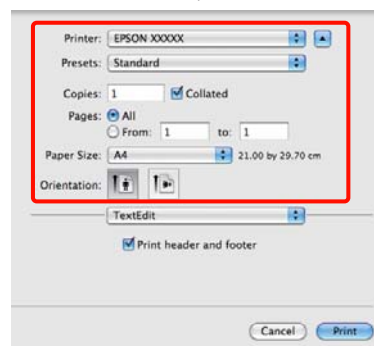 Printer: EPSON XXXXX
Presets: Standard
Copies: 1 Collated
Pages: All
From: 1 to: 1
Paper Size: A4 21.00 by 29.70 cm
Orientation:
TextEdit
Print header and footer
Cancel Print